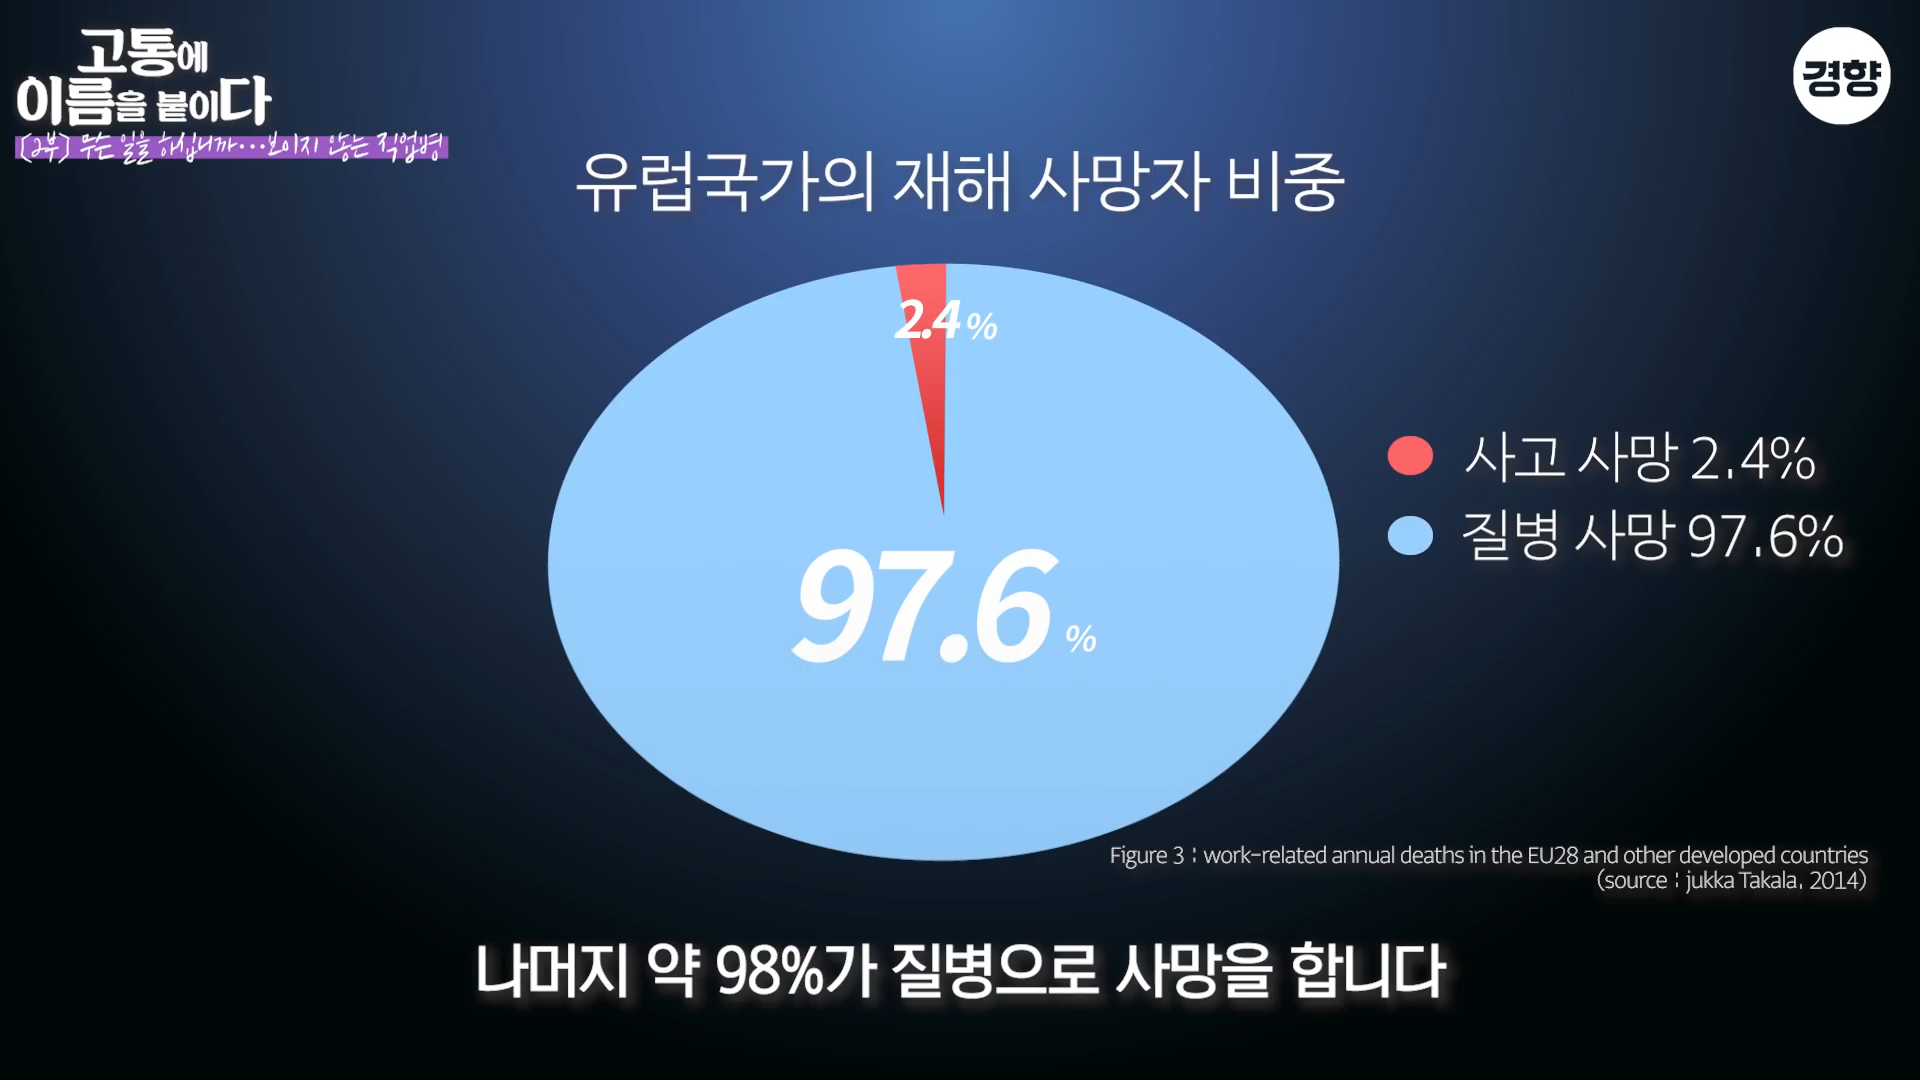 고통에
이름을 붙이다
(2부) 무슨 일을 하십니까···보이지 않는 직업병
경향
유럽국가의 재해 사망자 비중
2.4%
97.6%
사고 사망 2.4%
질병 사망 97.6%
Figure 3 : work-related annual deaths in the EU28 and other developed countries
(source : jukka Takala. 2014)
나머지 약 98%가 질병으로 사망을 합니다